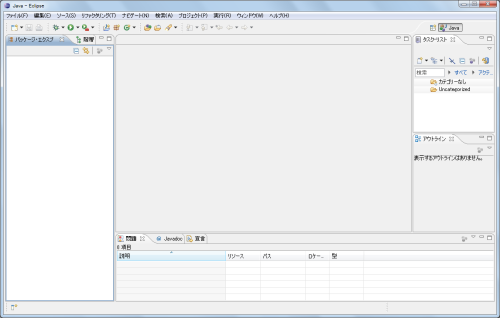 Java - Eclipse
ファイル(F) 編集(E) ソース(S) リファクタリング(T) ナビゲート(N) 検索(A) プロジェクト(P) 実行(R) ウィンドウ(W) ヘルプ(H)
Java
パッケージ・エクスプ 階層
タスク・リスト
検索 すべて アクテ...
カテゴリーなし
Uncategorized
アウトライン
表示するアウトラインはありません。
問題 Javadoc 宣言
0 項目
説明 リソース パス ロケー... 型